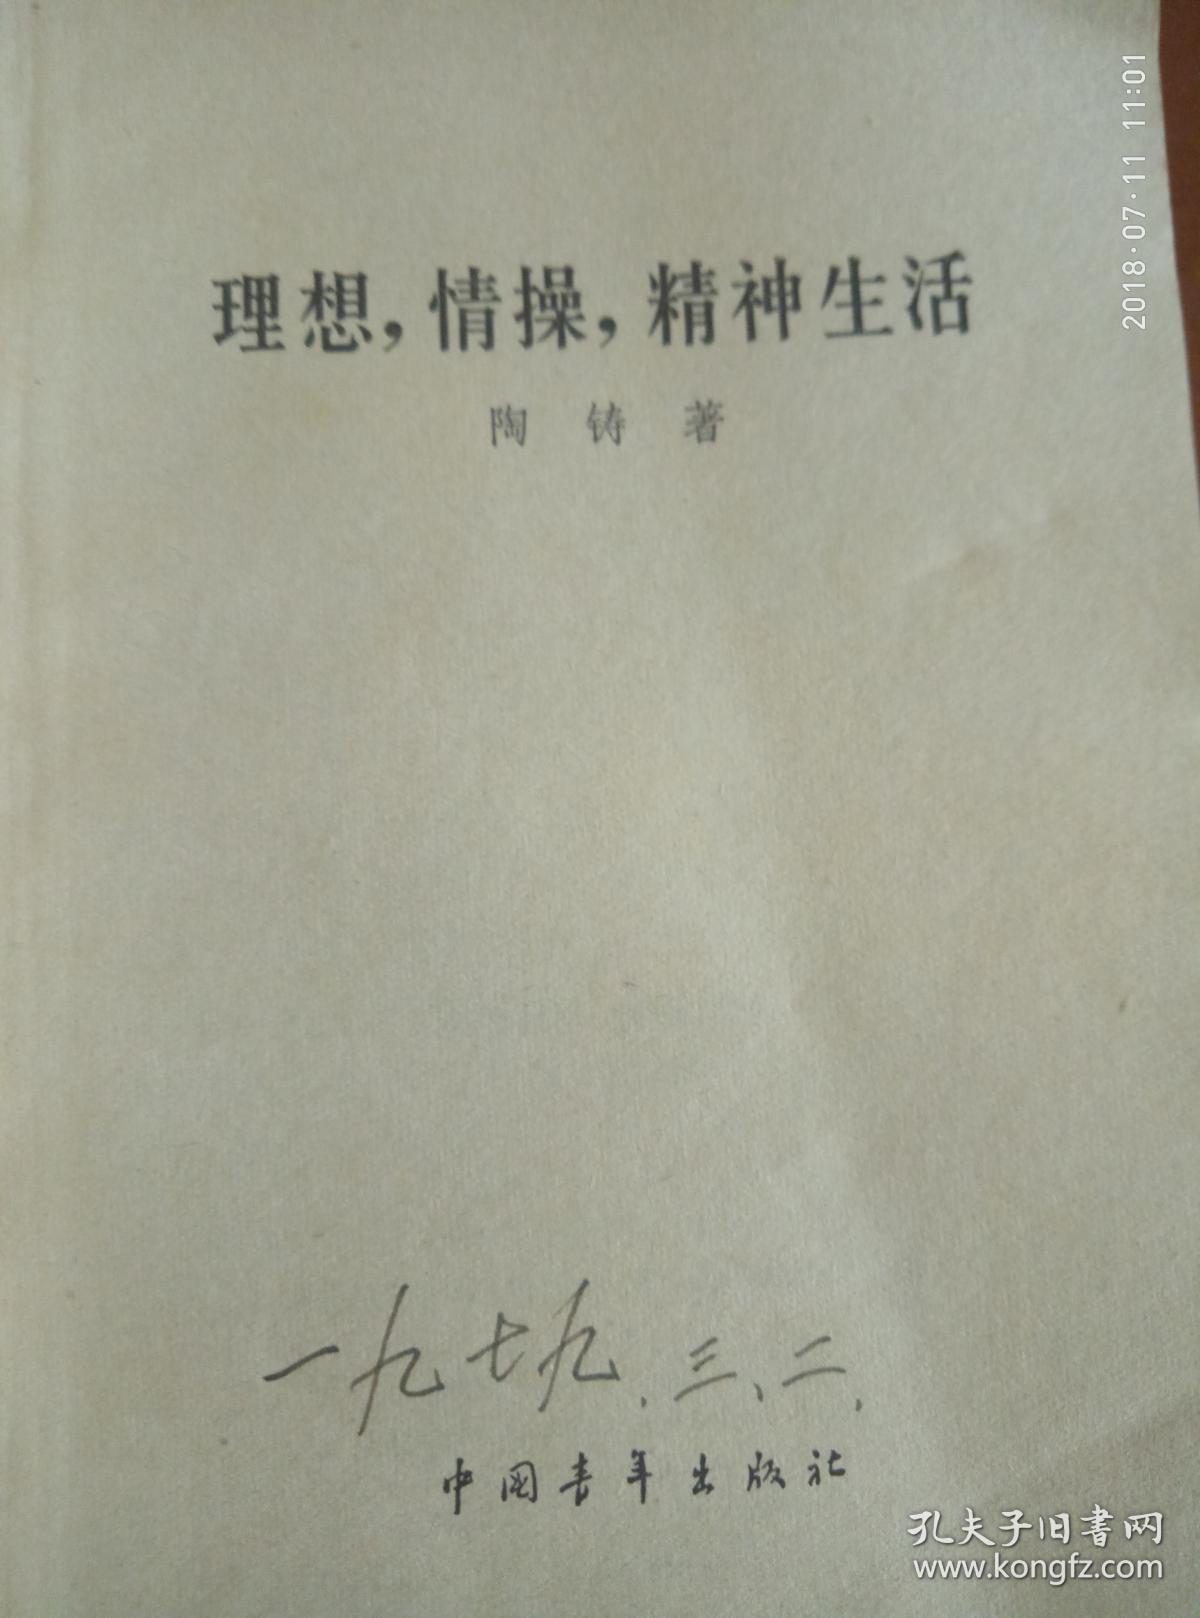 理想，情操，精神生活
陶铸著
一九七九.三、二.
中国青年出版社
2018·07·11 11:01
孔夫子旧书网
www.kongfz.com